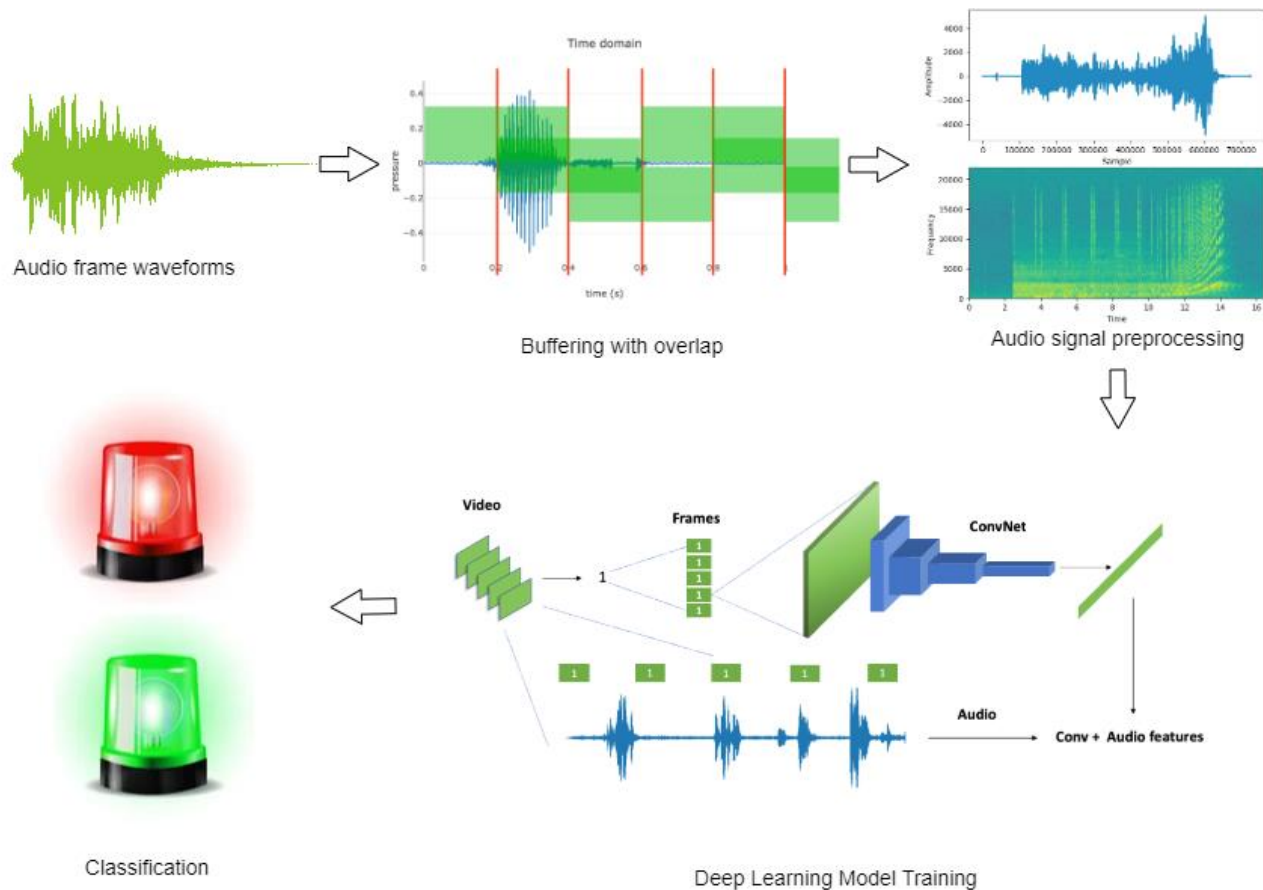 Audio frame waveforms
Time domain
0.4
0.2
0
−0.2
−0.4
pressure
0
0.2
0.4
0.6
0.8
1
time (s)
Buffering with overlap
4000
2000
0
−2000
−4000
Amplitude
0
100000
200000
300000
400000
500000
600000
700000
Sample
20000
15000
10000
5000
0
Frequency
0
2
4
6
8
10
12
14
16
Time
Audio signal preprocessing
Video
1
Frames
1
1
1
1
1
ConvNet
1
1
1
1
1
Audio
Conv + Audio features
Deep Learning Model Training
Classification